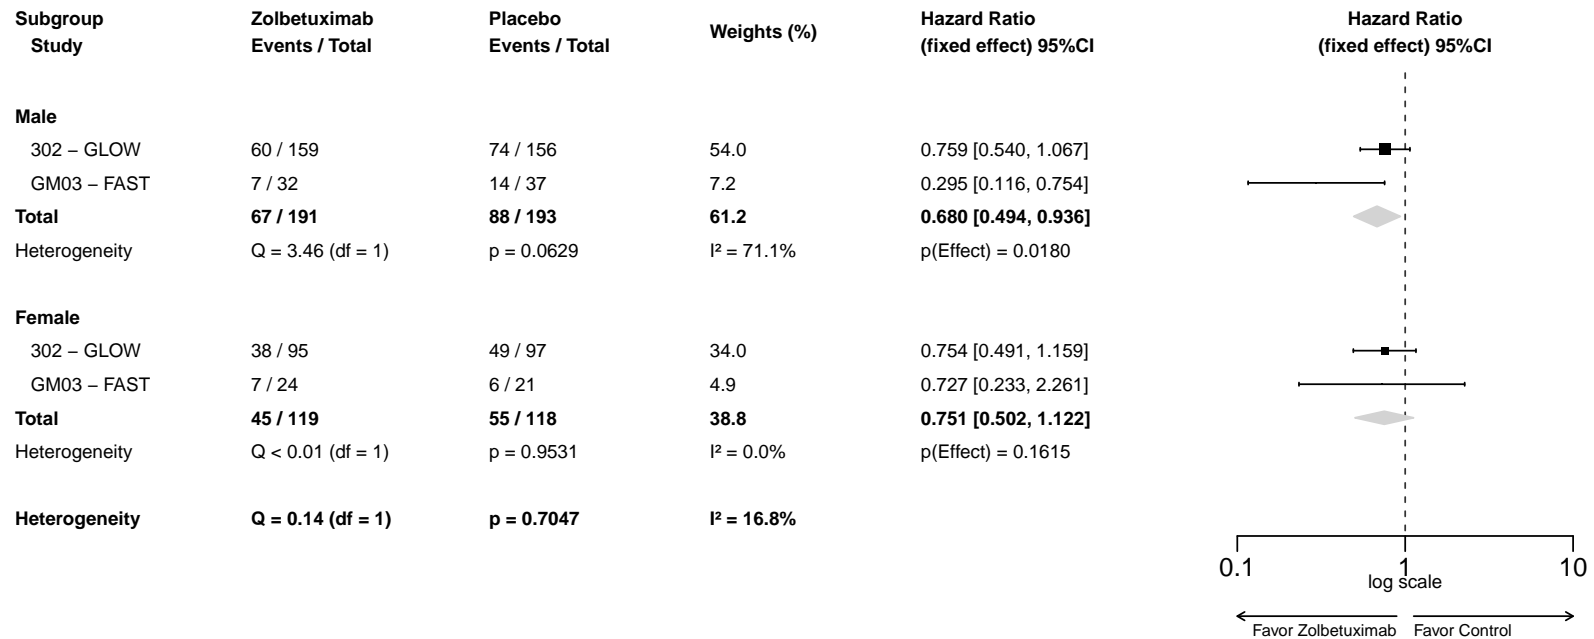 Subgroup Zolbetuximab Placebo Weights (%) Hazard Ratio Hazard Ratio
Study Events / Total Events / Total (fixed effect) 95%CI (fixed effect) 95%CI
Male
302 – GLOW 60 / 159 74 / 156 54.0 0.759 [0.540, 1.067]
GM03 – FAST 7 / 32 14 / 37 7.2 0.295 [0.116, 0.754]
Total 67 / 191 88 / 193 61.2 0.680 [0.494, 0.936]
Heterogeneity Q = 3.46 (df = 1) p = 0.0629 I² = 71.1% p(Effect) = 0.0180
Female
302 – GLOW 38 / 95 49 / 97 34.0 0.754 [0.491, 1.159]
GM03 – FAST 7 / 24 6 / 21 4.9 0.727 [0.233, 2.261]
Total 45 / 119 55 / 118 38.8 0.751 [0.502, 1.122]
Heterogeneity Q < 0.01 (df = 1) p = 0.9531 I² = 0.0% p(Effect) = 0.1615
Heterogeneity Q = 0.14 (df = 1) p = 0.7047 I² = 16.8%
0.1 1 10
log scale
Favor Zolbetuximab Favor Control